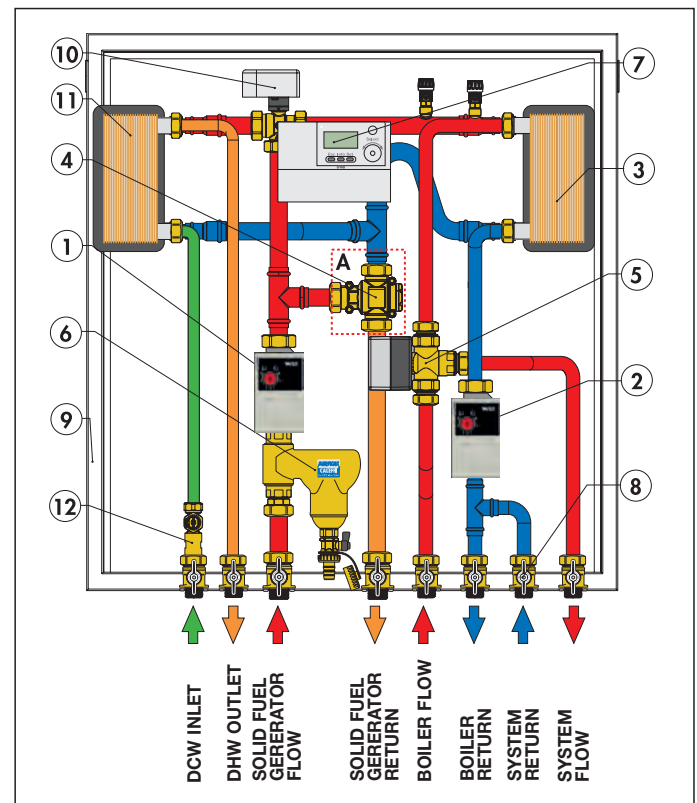 10
11
7
4
A
3
1
5
6
2
9
12
8
CALEFFI
DCW INLET
DHW OUTLET
SOLID FUEL
GERERATOR
FLOW
SOLID FUEL
GERERATOR
RETURN
BOILER FLOW
BOILER
RETURN
SYSTEM
RETURN
SYSTEM
FLOW